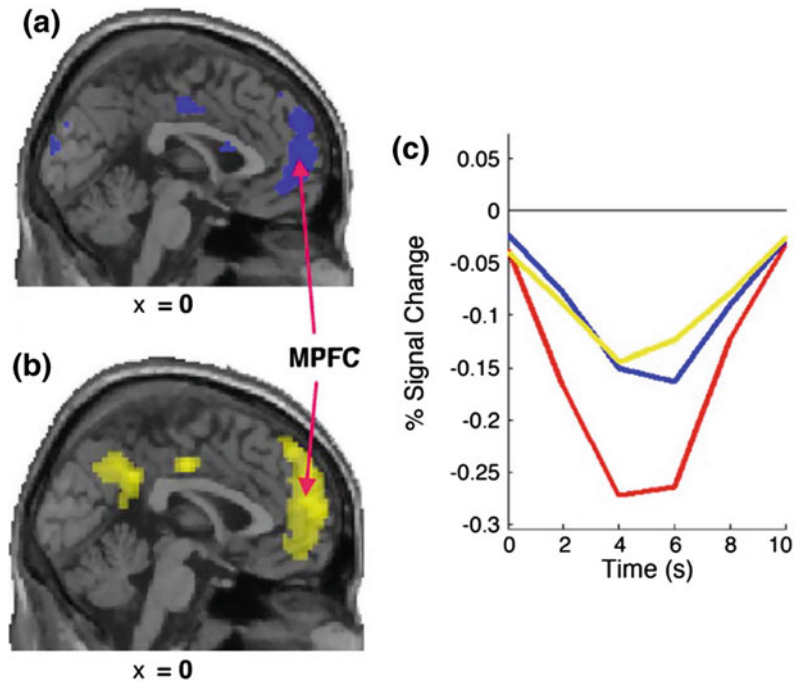 (a)
x = 0
MPFC
(b)
x = 0
(c)
% Signal Change
0.05
0
-0.05
-0.1
-0.15
-0.2
-0.25
-0.3
0 2 4 6 8 10
Time (s)